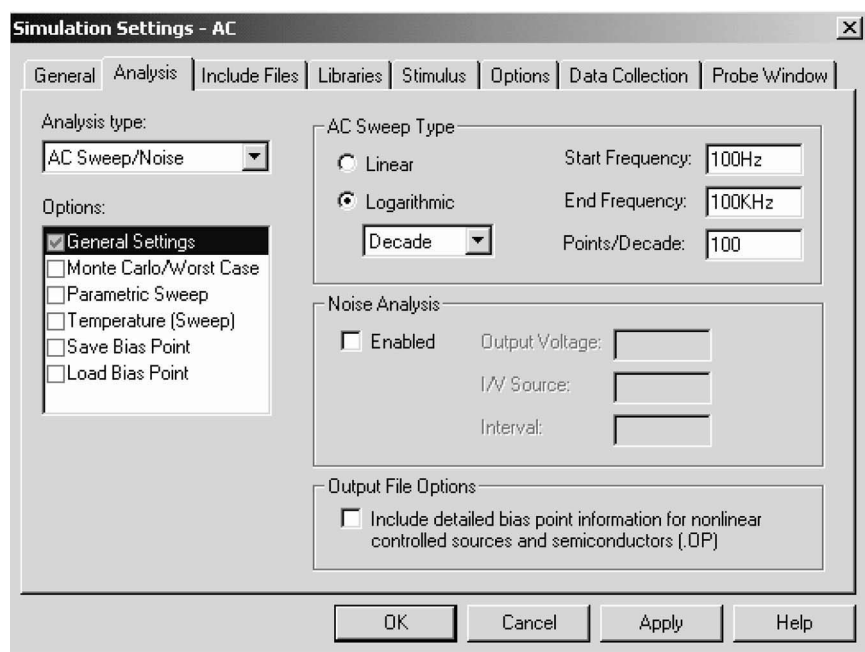 Simulation Settings - AC
General Analysis Include Files Libraries Stimulus Options Data Collection Probe Window
Analysis type:
AC Sweep/Noise
Options:
General Settings
Monte Carlo/Worst Case
Parametric Sweep
Temperature (Sweep)
Save Bias Point
Load Bias Point
AC Sweep Type
Linear
Logarithmic
Decade
Start Frequency: 100Hz
End Frequency: 100KHz
Points/Decade: 100
Noise Analysis
Enabled
Output Voltage:
I/V Source:
Interval:
Output File Options
Include detailed bias point information for nonlinear
controlled sources and semiconductors (.OP)
OK Cancel Apply Help